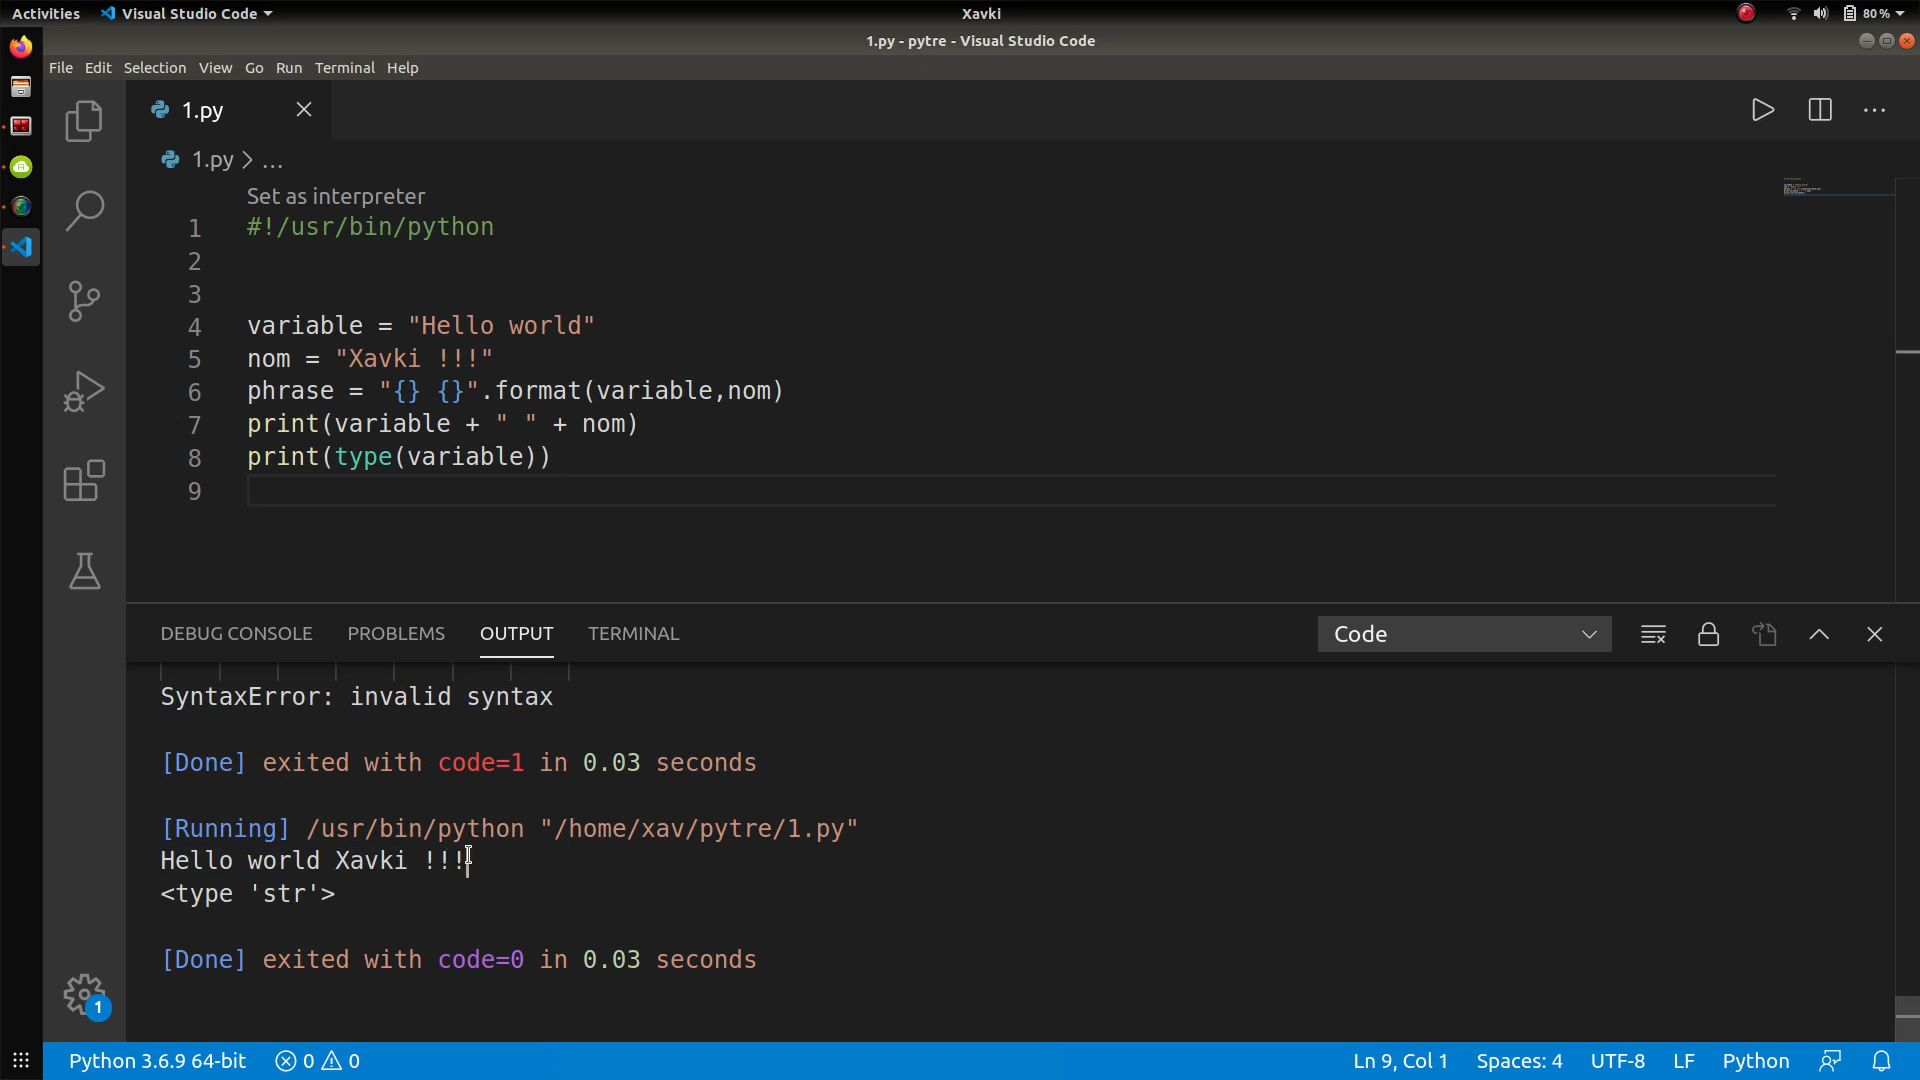 Activities Visual Studio Code Xavki 80 %
1.py - pytre - Visual Studio Code
File Edit Selection View Go Run Terminal Help
1.py
1.py > ...
Set as interpreter
1 #!/usr/bin/python
2
3
4 variable = "Hello world"
5 nom = "Xavki !!!"
6 phrase = "{} {}".format(variable,nom)
7 print(variable + " " + nom)
8 print(type(variable))
9
DEBUG CONSOLE PROBLEMS OUTPUT TERMINAL Code
SyntaxError: invalid syntax
[Done] exited with code=1 in 0.03 seconds
[Running] /usr/bin/python "/home/xav/pytre/1.py"
Hello world Xavki !!!
<type 'str'>
[Done] exited with code=0 in 0.03 seconds
1
Python 3.6.9 64-bit 0 0 Ln 9, Col 1 Spaces: 4 UTF-8 LF Python